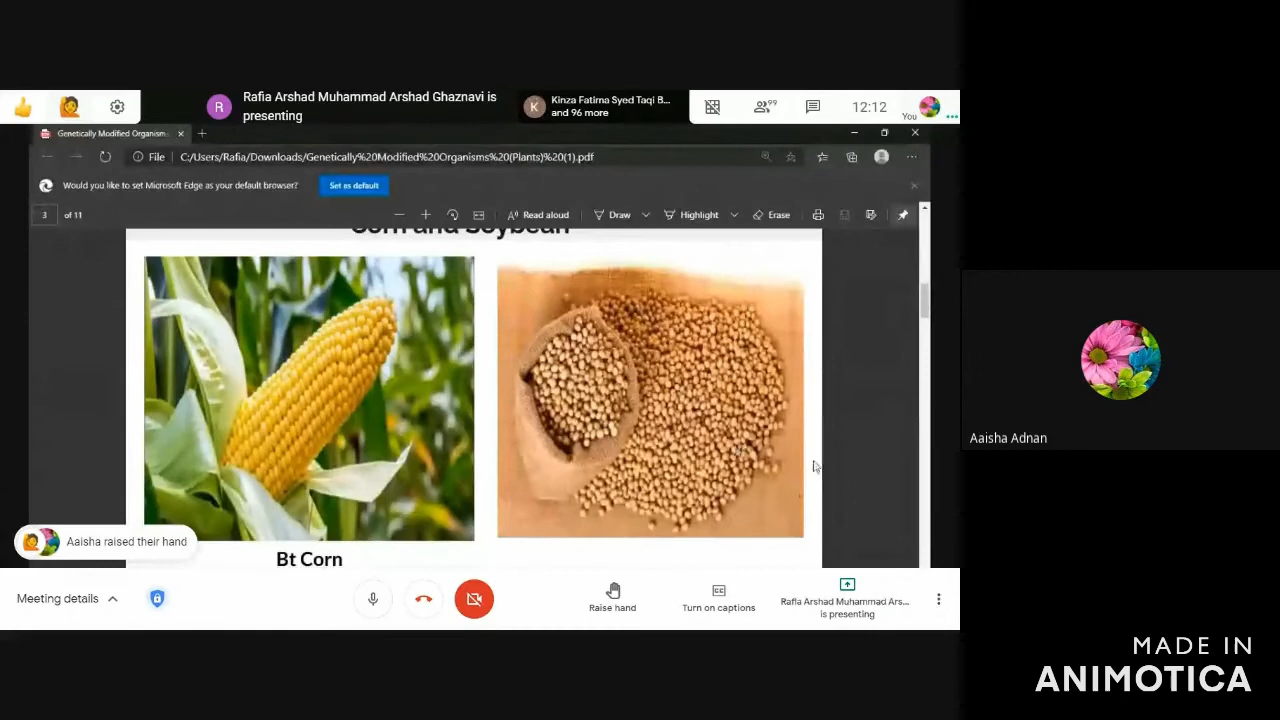 R
Rafia Arshad Muhammad Arshad Ghaznavi is
presenting
K
Kinza Fatima Syed Taqi B...
and 96 more
99
12:12
You
Genetically Modified Organism
File
C:/Users/Rafia/Downloads/Genetically%20Modified%20Organisms%20(Plants)%20(1).pdf
Would you like to set Microsoft Edge as your default browser?
Set as default
3 of 11
Read aloud
Draw
Highlight
Erase
Corn and Soybean
Bt Corn
Aaisha raised their hand
Aaisha Adnan
Meeting details
Raise hand
CC
Turn on captions
Rafia Arshad Muhammad Ars...
is presenting
MADE IN
ANIMOTICA